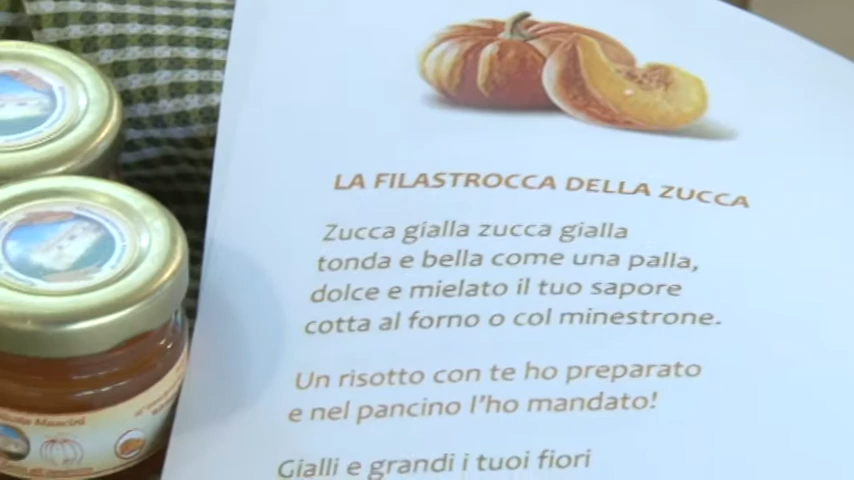 LA FILASTROCCA DELLA ZUCCA
Zucca gialla zucca gialla
tonda e bella come una palla,
dolce e mielato il tuo sapore
cotta al forno o col minestrone.
Un risotto con te ho preparato
e nel pancino l'ho mandato!
Gialli e grandi i tuoi fiori
Mancini